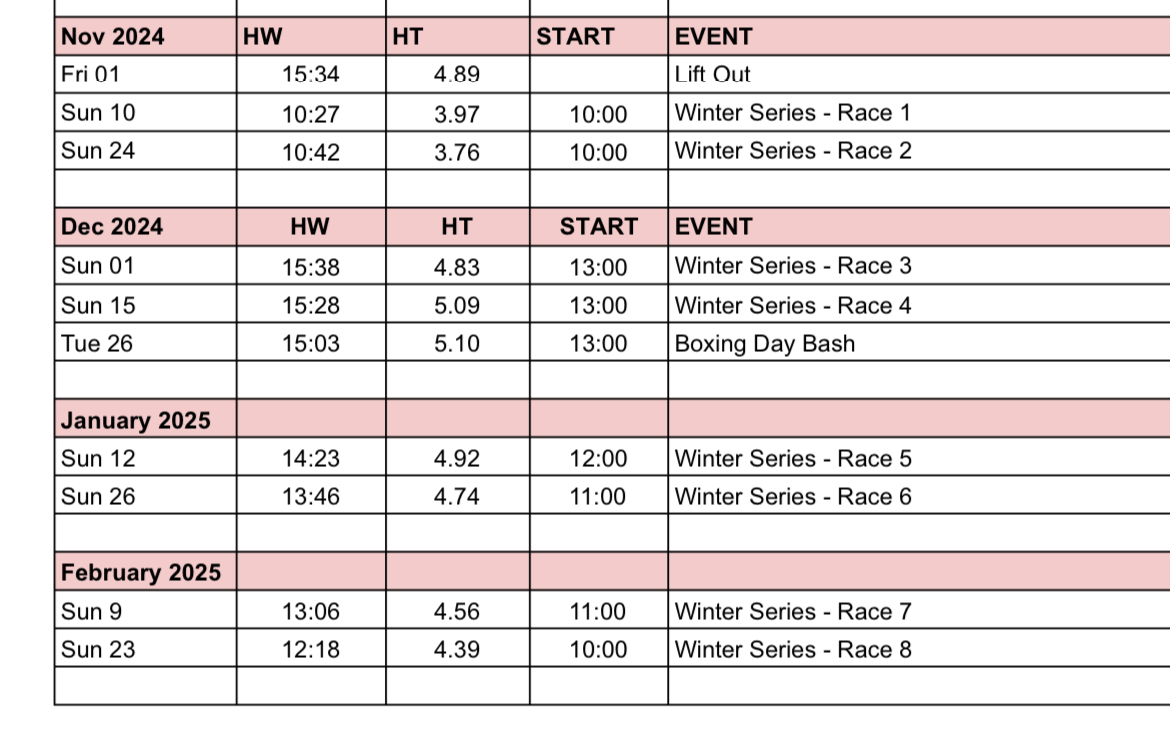 Nov 2024 HW HT START EVENT
Fri 01 15:34 4.89 Lift Out
Sun 10 10:27 3.97 10:00 Winter Series - Race 1
Sun 24 10:42 3.76 10:00 Winter Series - Race 2
Dec 2024 HW HT START EVENT
Sun 01 15:38 4.83 13:00 Winter Series - Race 3
Sun 15 15:28 5.09 13:00 Winter Series - Race 4
Tue 26 15:03 5.10 13:00 Boxing Day Bash
January 2025
Sun 12 14:23 4.92 12:00 Winter Series - Race 5
Sun 26 13:46 4.74 11:00 Winter Series - Race 6
February 2025
Sun 9 13:06 4.56 11:00 Winter Series - Race 7
Sun 23 12:18 4.39 10:00 Winter Series - Race 8